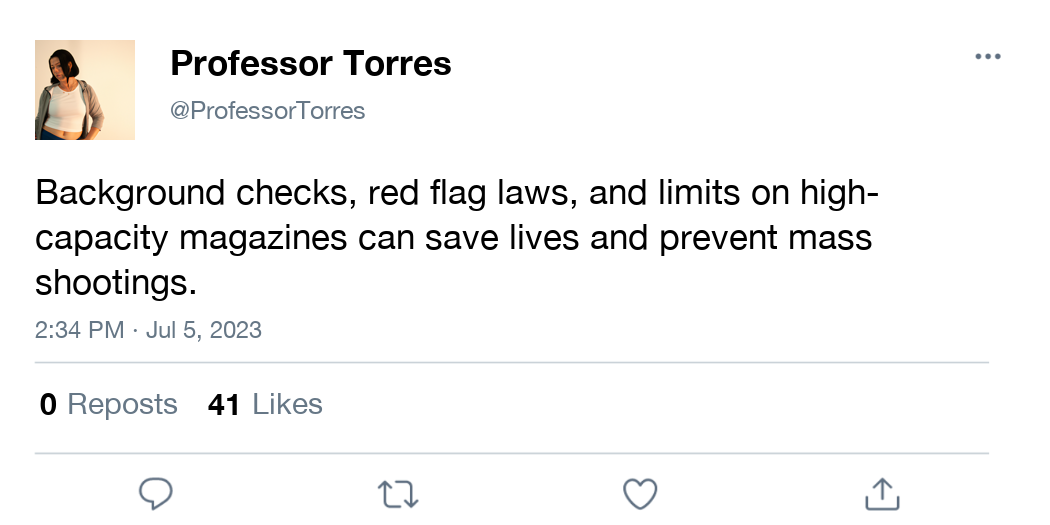 Professor Torres
@ProfessorTorres
Background checks, red flag laws, and limits on high-
capacity magazines can save lives and prevent mass
shootings.
2:34 PM · Jul 5, 2023
0 Reposts 41 Likes